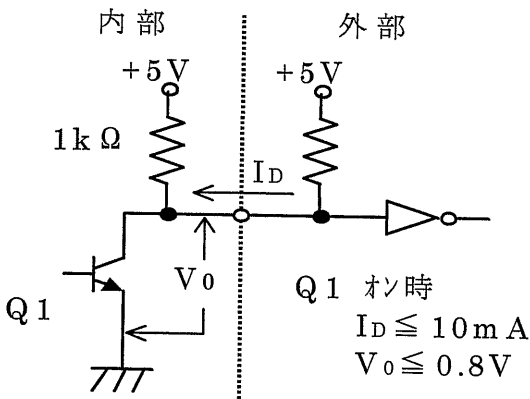 内部
外部
+5V
+5V
1kΩ
ID
V0
Q1
Q1 オン時
ID≦10mA
V0≦0.8V